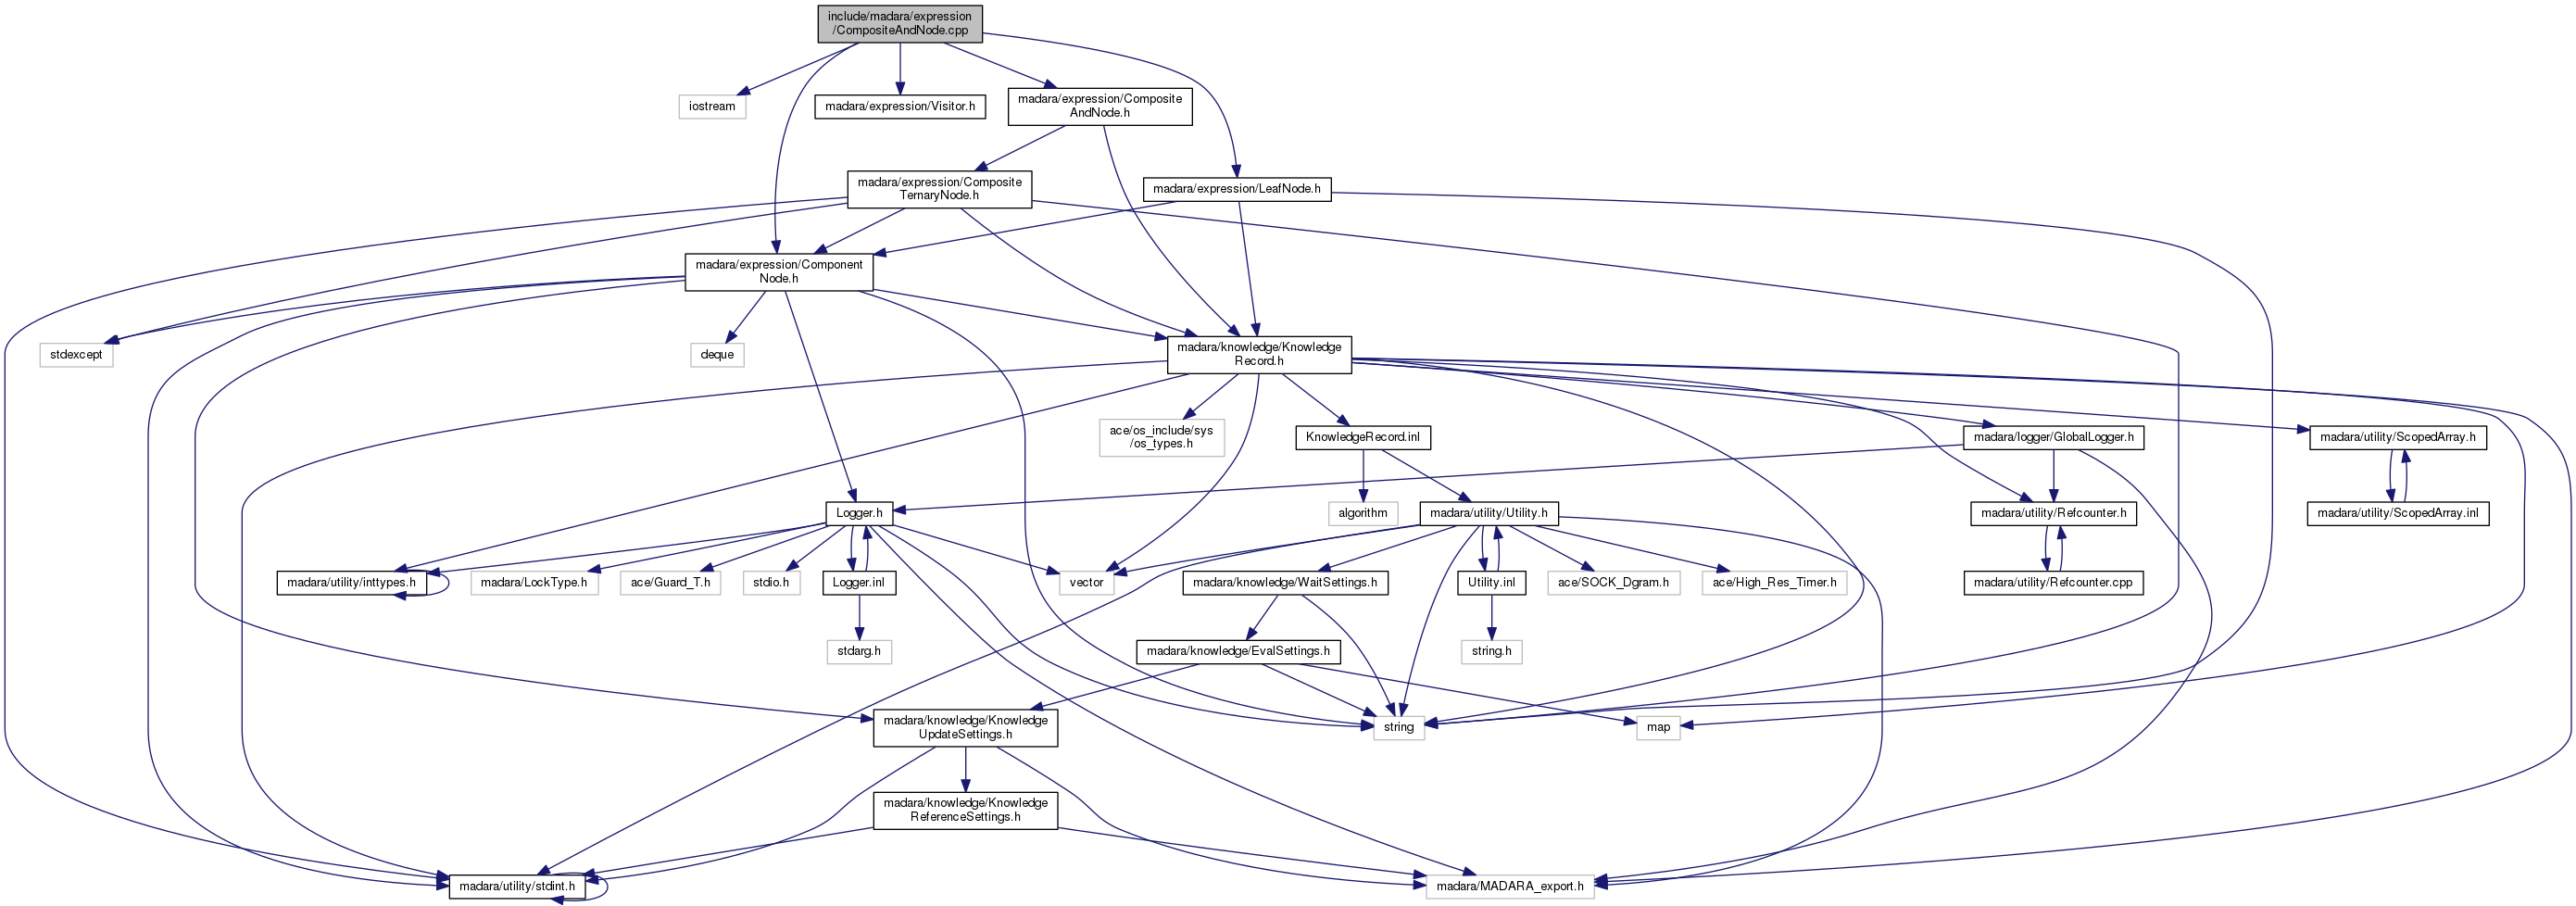 include/madara/expression
/CompositeAndNode.cpp
iostream
madara/expression/Visitor.h
madara/expression/Composite
AndNode.h
madara/expression/Composite
TernaryNode.h
madara/expression/LeafNode.h
madara/expression/Component
Node.h
stdexcept
deque
madara/knowledge/Knowledge
Record.h
ace/os_include/sys
/os_types.h
KnowledgeRecord.inl
madara/logger/GlobalLogger.h
madara/utility/ScopedArray.h
Logger.h
algorithm
madara/utility/Utility.h
madara/utility/Refcounter.h
madara/utility/ScopedArray.inl
madara/utility/inttypes.h
madara/LockType.h
ace/Guard_T.h
stdio.h
Logger.inl
vector
madara/knowledge/WaitSettings.h
Utility.inl
ace/SOCK_Dgram.h
ace/High_Res_Timer.h
madara/utility/Refcounter.cpp
stdarg.h
madara/knowledge/EvalSettings.h
string.h
madara/knowledge/Knowledge
UpdateSettings.h
string
map
madara/knowledge/Knowledge
ReferenceSettings.h
madara/utility/stdint.h
madara/MADARA_export.h